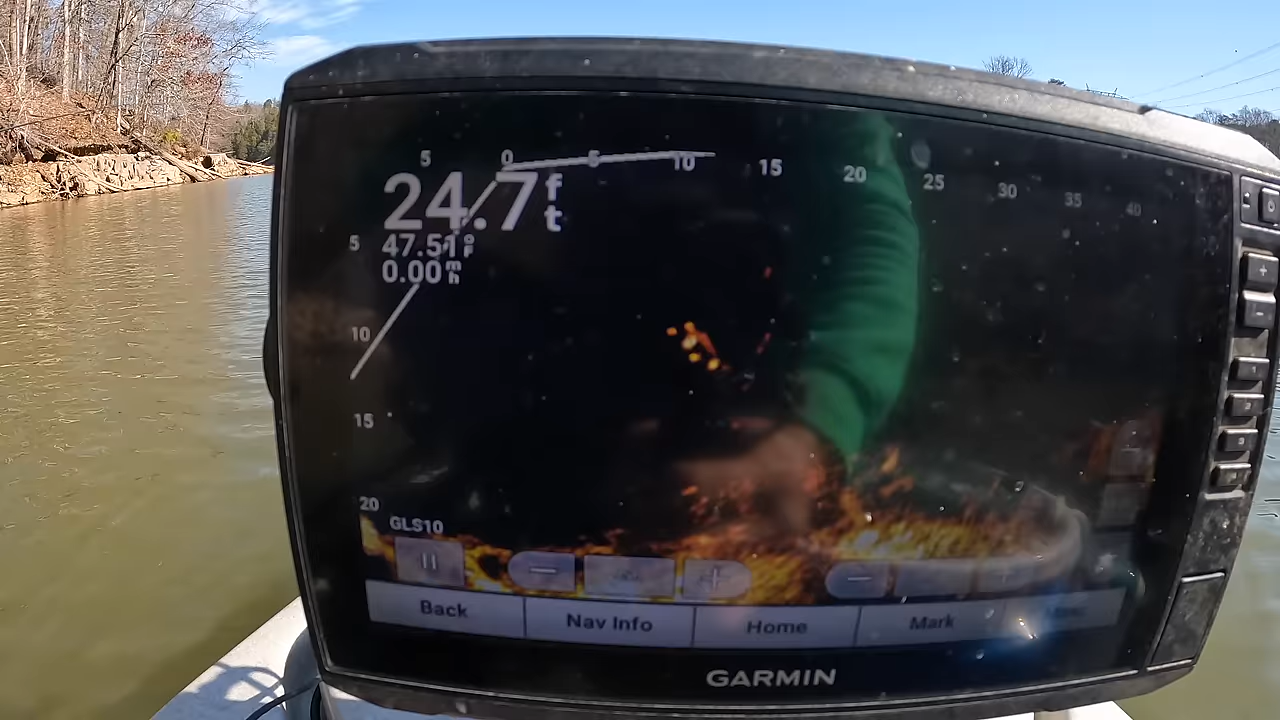 5 0 5 10 15 20 25 30 35 40
24.7 ft
5
47.51 °F
0.00 mh
10
15
20
GLS10
Back Nav Info Home Mark
GARMIN